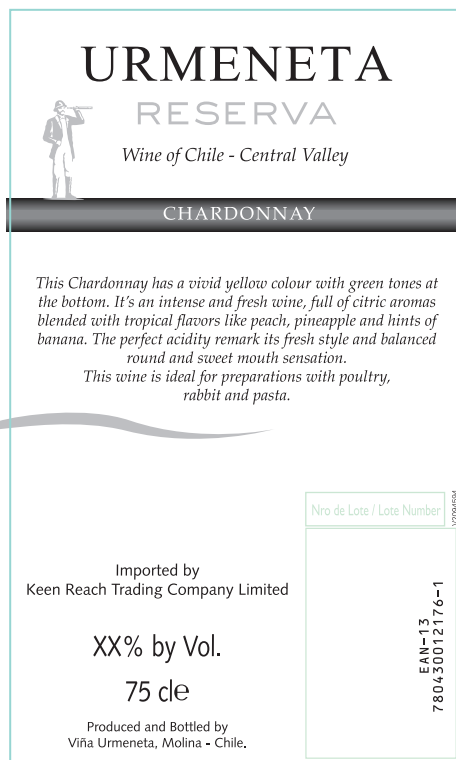 URMENETA
RESERVA
Wine of Chile - Central Valley
CHARDONNAY
This Chardonnay has a vivid yellow colour with green tones at
the bottom. It's an intense and fresh wine, full of citric aromas
blended with tropical flavors like peach, pineapple and hints of
banana. The perfect acidity remark its fresh style and balanced
round and sweet mouth sensation.
This wine is ideal for preparations with poultry,
rabbit and pasta.
Nro de Lote / Lote Number
Imported by
Keen Reach Trading Company Limited
XX% by Vol.
75 cl℮
Produced and Bottled by
Viña Urmeneta, Molina - Chile.
EAN-13
780430012176-1